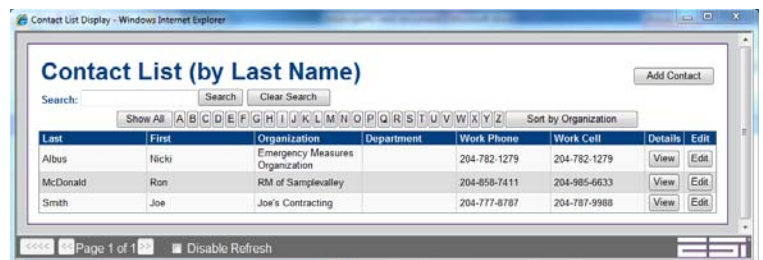 Contact List Display - Windows Internet Explorer
Contact List (by Last Name)
Add Contact
Search: Search Clear Search
Show All A B C D E F G H I J K L M N O P Q R S T U V W X Y Z Sort by Organization
Last First Organization Department Work Phone Work Cell Details Edit
Albus Nicki Emergency Measures Organization 204-782-1279 204-782-1279 View Edit
McDonald Ron RM of Samplevalley 204-858-7411 204-985-6633 View Edit
Smith Joe Joe's Contracting 204-777-8787 204-787-9988 View Edit
<<<< << Page 1 of 1 >> Disable Refresh